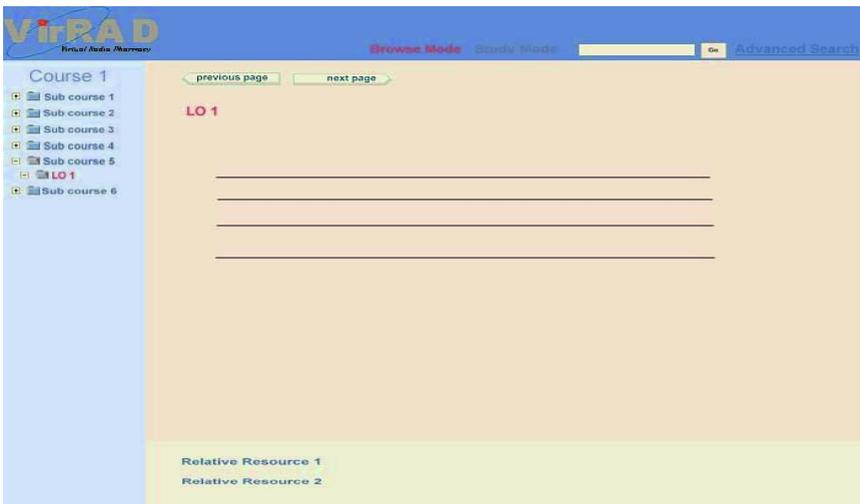 VirRAD
Virtual Radio Pharmacy
Browse Mode Study Mode Go Advanced Search
Course 1
Sub course 1
Sub course 2
Sub course 3
Sub course 4
Sub course 5
LO 1
Sub course 6
previous page next page
LO 1
Relative Resource 1
Relative Resource 2